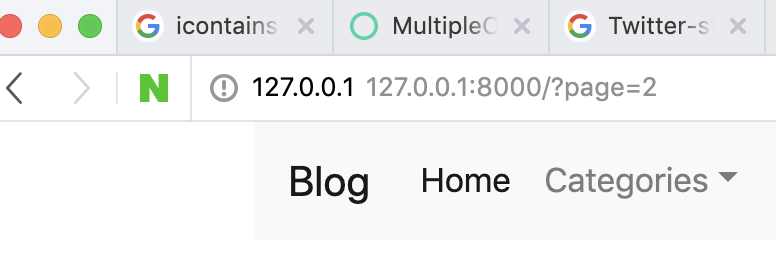 icontains MultipleC Twitter-s
N 127.0.0.1 127.0.0.1:8000/?page=2
Blog Home Categories